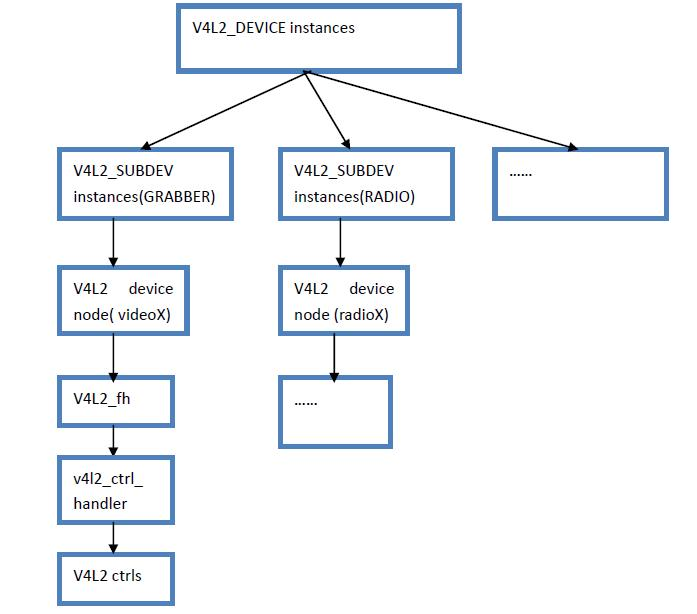 V4L2_DEVICE instances
V4L2_SUBDEV
instances(GRABBER)
V4L2_SUBDEV
instances(RADIO)
......
V4L2 device
node( videoX)
V4L2 device
node (radioX)
V4L2_fh
......
v4l2_ctrl_
handler
V4L2 ctrls